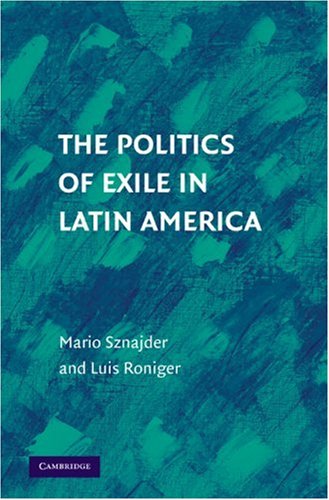 THE POLITICS
OF EXILE IN
LATIN AMERICA
Mario Sznajder
and Luis Roniger
CAMBRIDGE